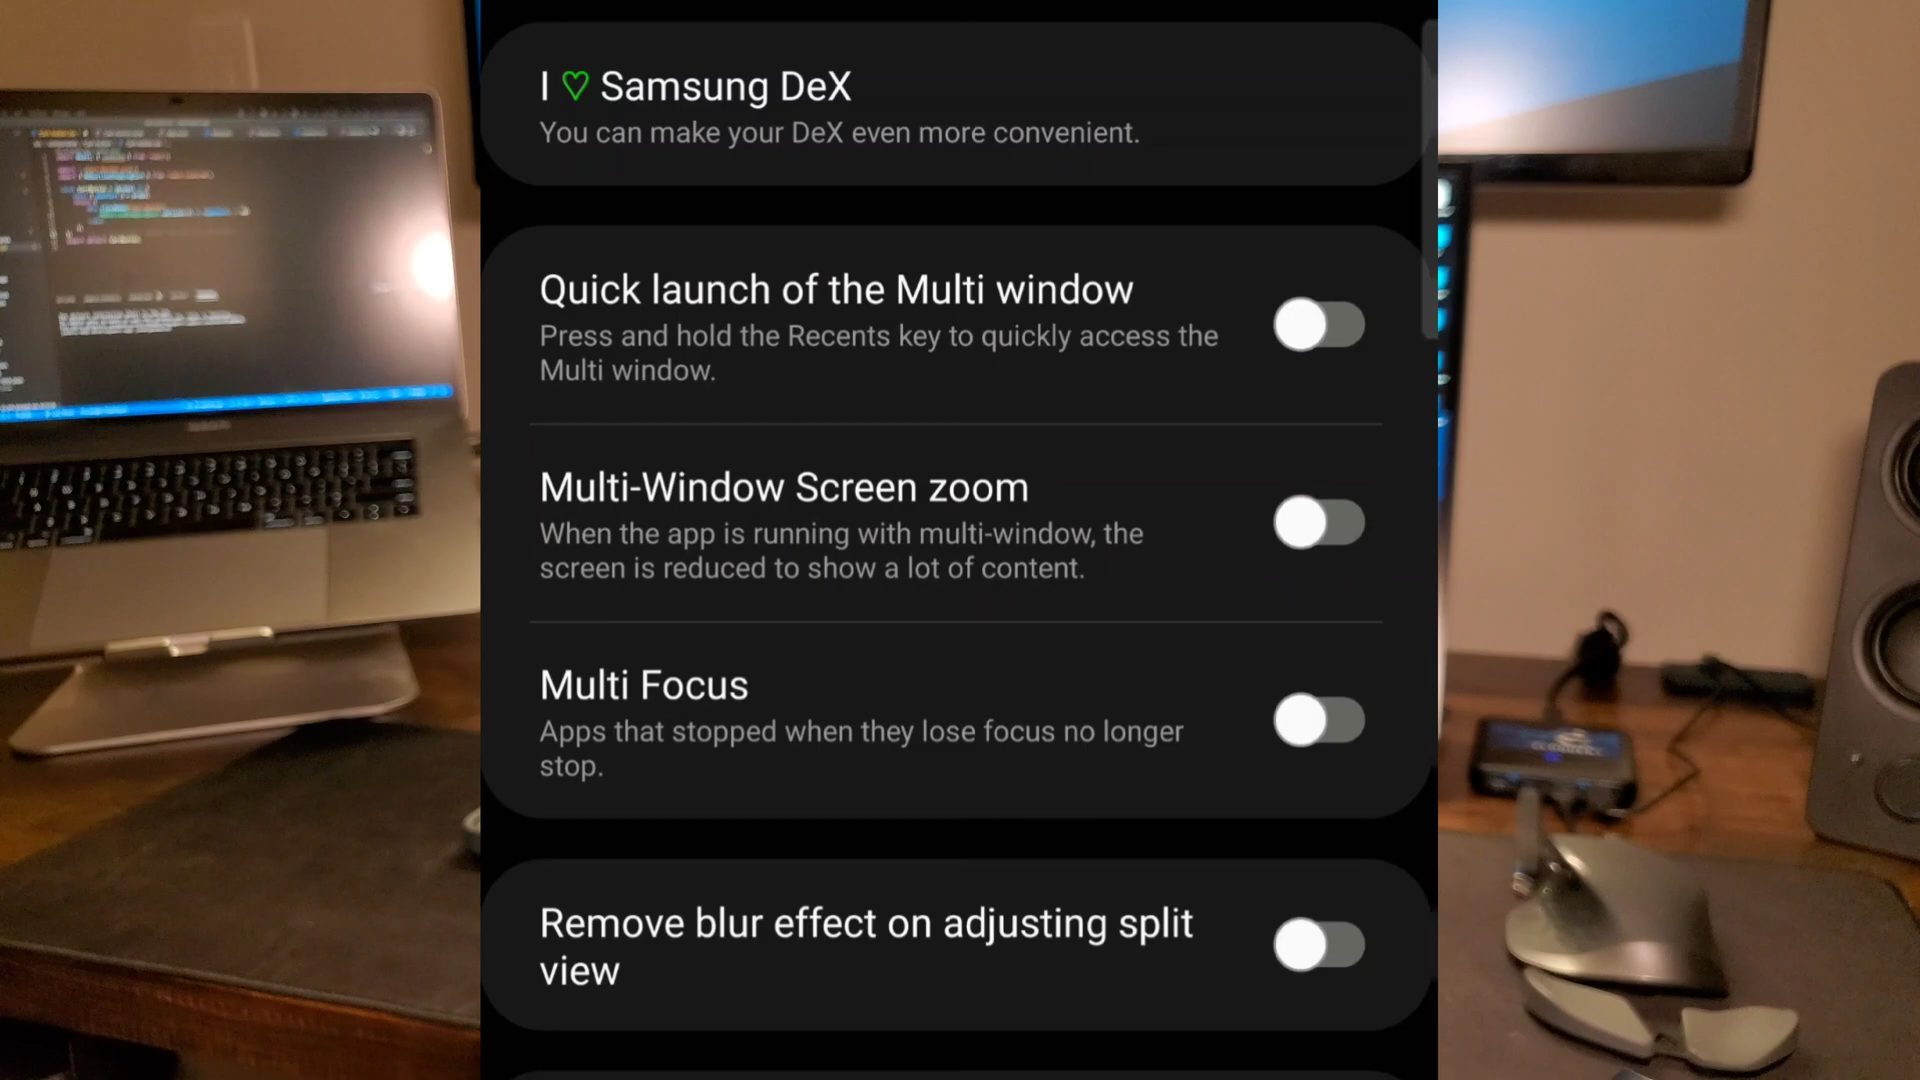 I ♡ Samsung DeX
You can make your DeX even more convenient.
Quick launch of the Multi window
Press and hold the Recents key to quickly access the
Multi window.
Multi-Window Screen zoom
When the app is running with multi-window, the
screen is reduced to show a lot of content.
Multi Focus
Apps that stopped when they lose focus no longer
stop.
Remove blur effect on adjusting split
view